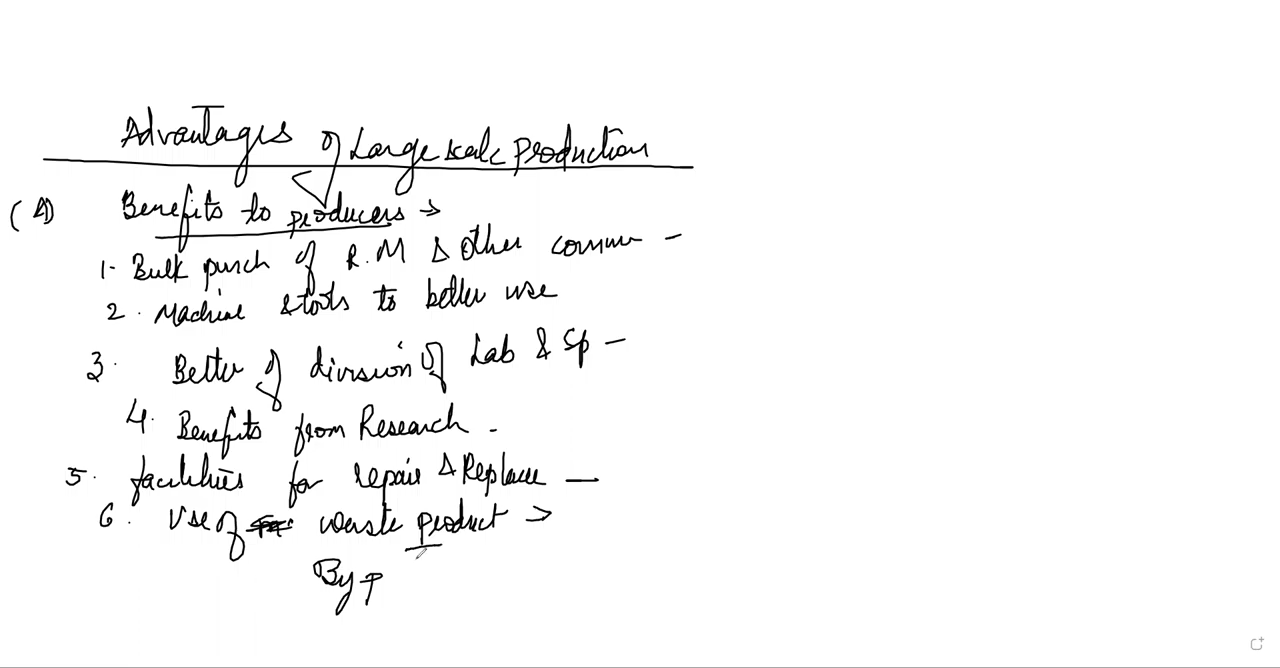 Advantages of Large scale production
(A) Benefits to producers →
1. Bulk purch of R.M & other commu -
2. Machine & tools to better use
3. Better of division of Lab & Sp -
4. Benefits from Research -
5. facilities for repair & Replace -
6. Use of waste product →
By p